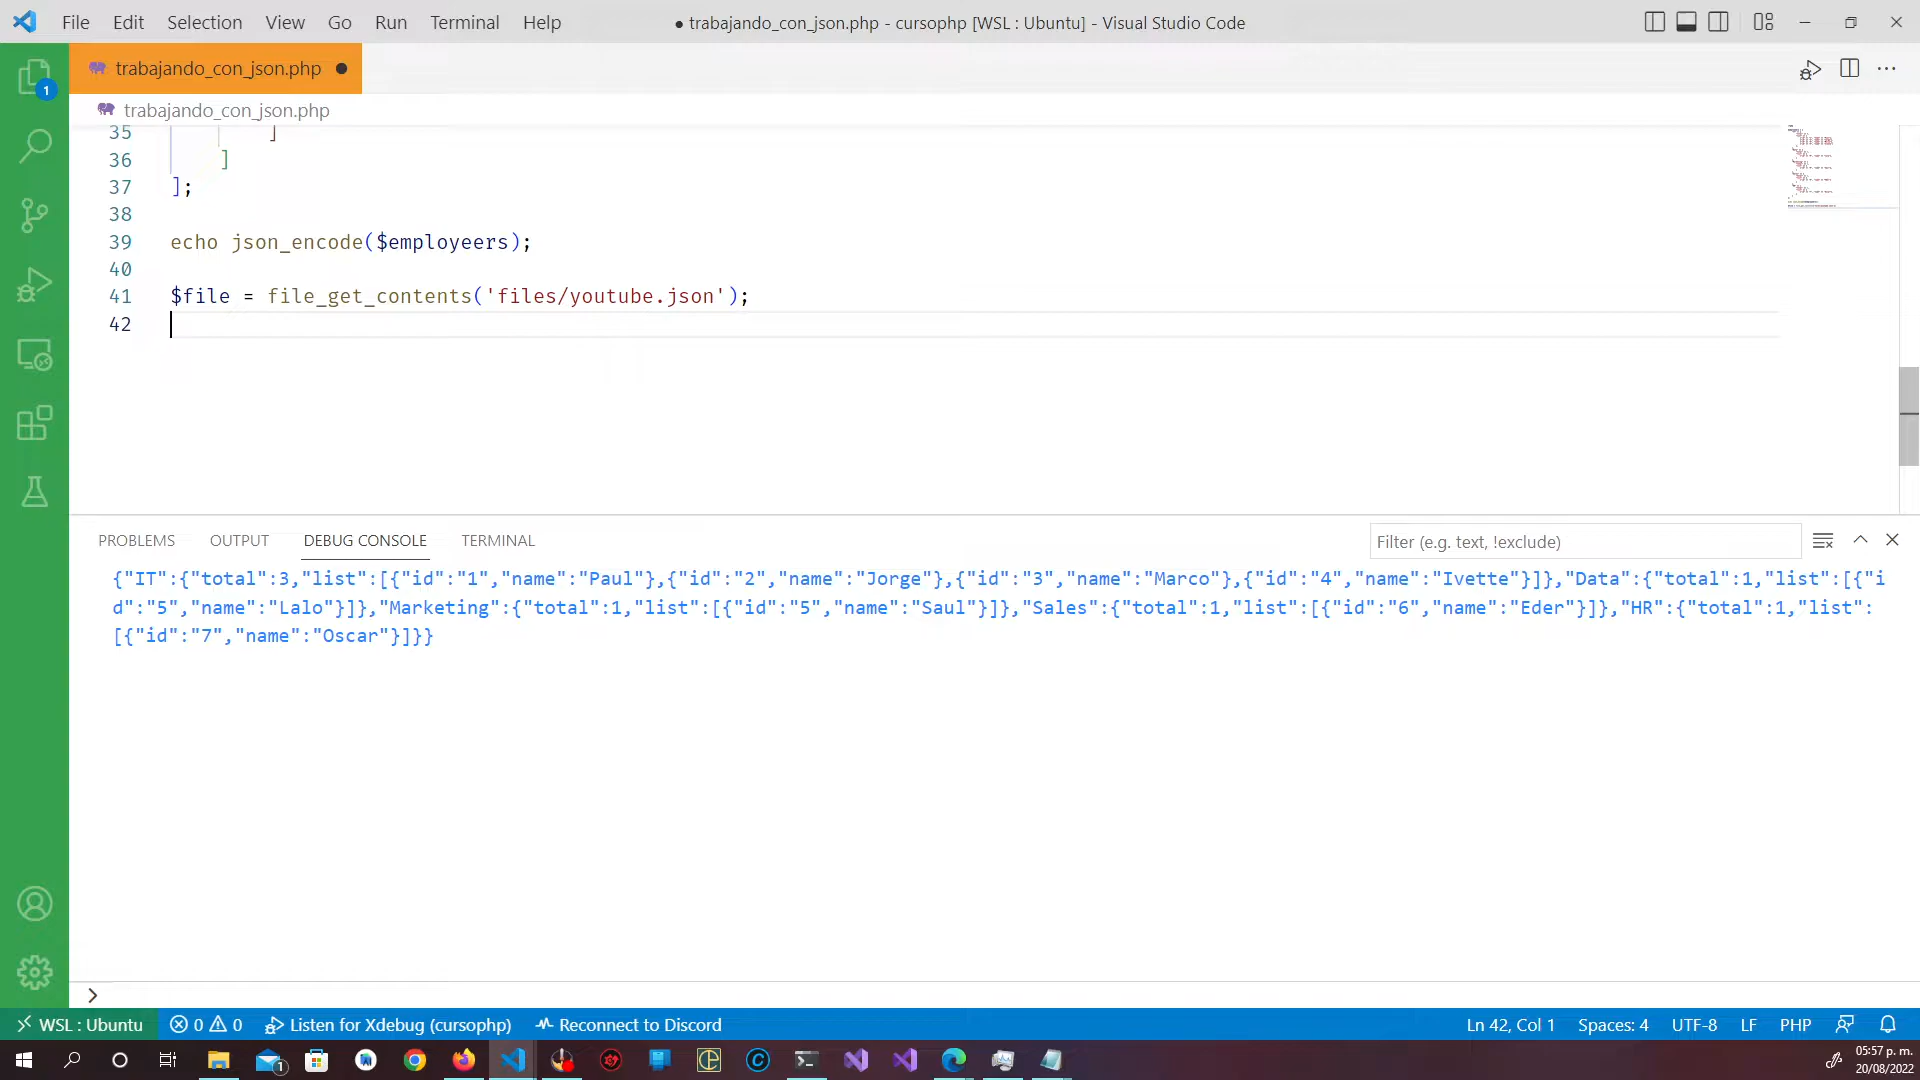 File Edit Selection View Go Run Terminal Help ● trabajando_con_json.php - cursophp [WSL : Ubuntu] - Visual Studio Code
trabajando_con_json.php ●
trabajando_con_json.php
35 ]
36 ]
37 ];
38
39 echo json_encode($employeers);
40
41 $file = file_get_contents('files/youtube.json');
42
1
PROBLEMS OUTPUT DEBUG CONSOLE TERMINAL Filter (e.g. text, !exclude)
{"IT":{"total":3,"list":[{"id":"1","name":"Paul"},{"id":"2","name":"Jorge"},{"id":"3","name":"Marco"},{"id":"4","name":"Ivette"}]},"Data":{"total":1,"list":[{"i
d":"5","name":"Lalo"}]},"Marketing":{"total":1,"list":[{"id":"5","name":"Saul"}]},"Sales":{"total":1,"list":[{"id":"6","name":"Eder"}]},"HR":{"total":1,"list":
[{"id":"7","name":"Oscar"}]}}
WSL : Ubuntu 0 0 Listen for Xdebug (cursophp) Reconnect to Discord Ln 42, Col 1 Spaces: 4 UTF-8 LF PHP
1
05:57 p. m.
20/08/2022